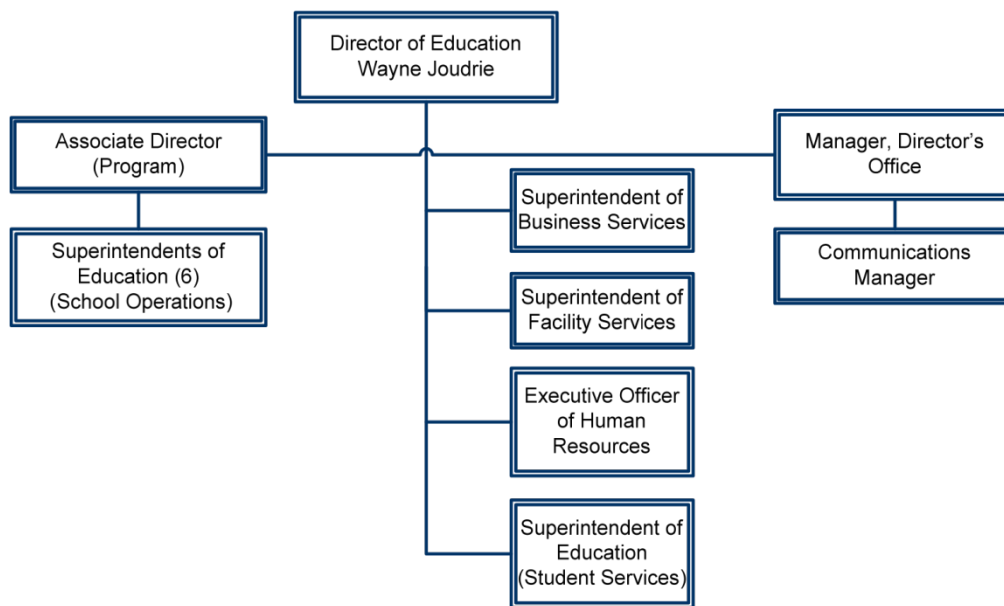 Director of Education
Wayne Joudrie
Associate Director
(Program)
Manager, Director’s
Office
Superintendents of
Education (6)
(School Operations)
Communications
Manager
Superintendent of
Business Services
Superintendent of
Facility Services
Executive Officer
of Human
Resources
Superintendent of
Education
(Student Services)